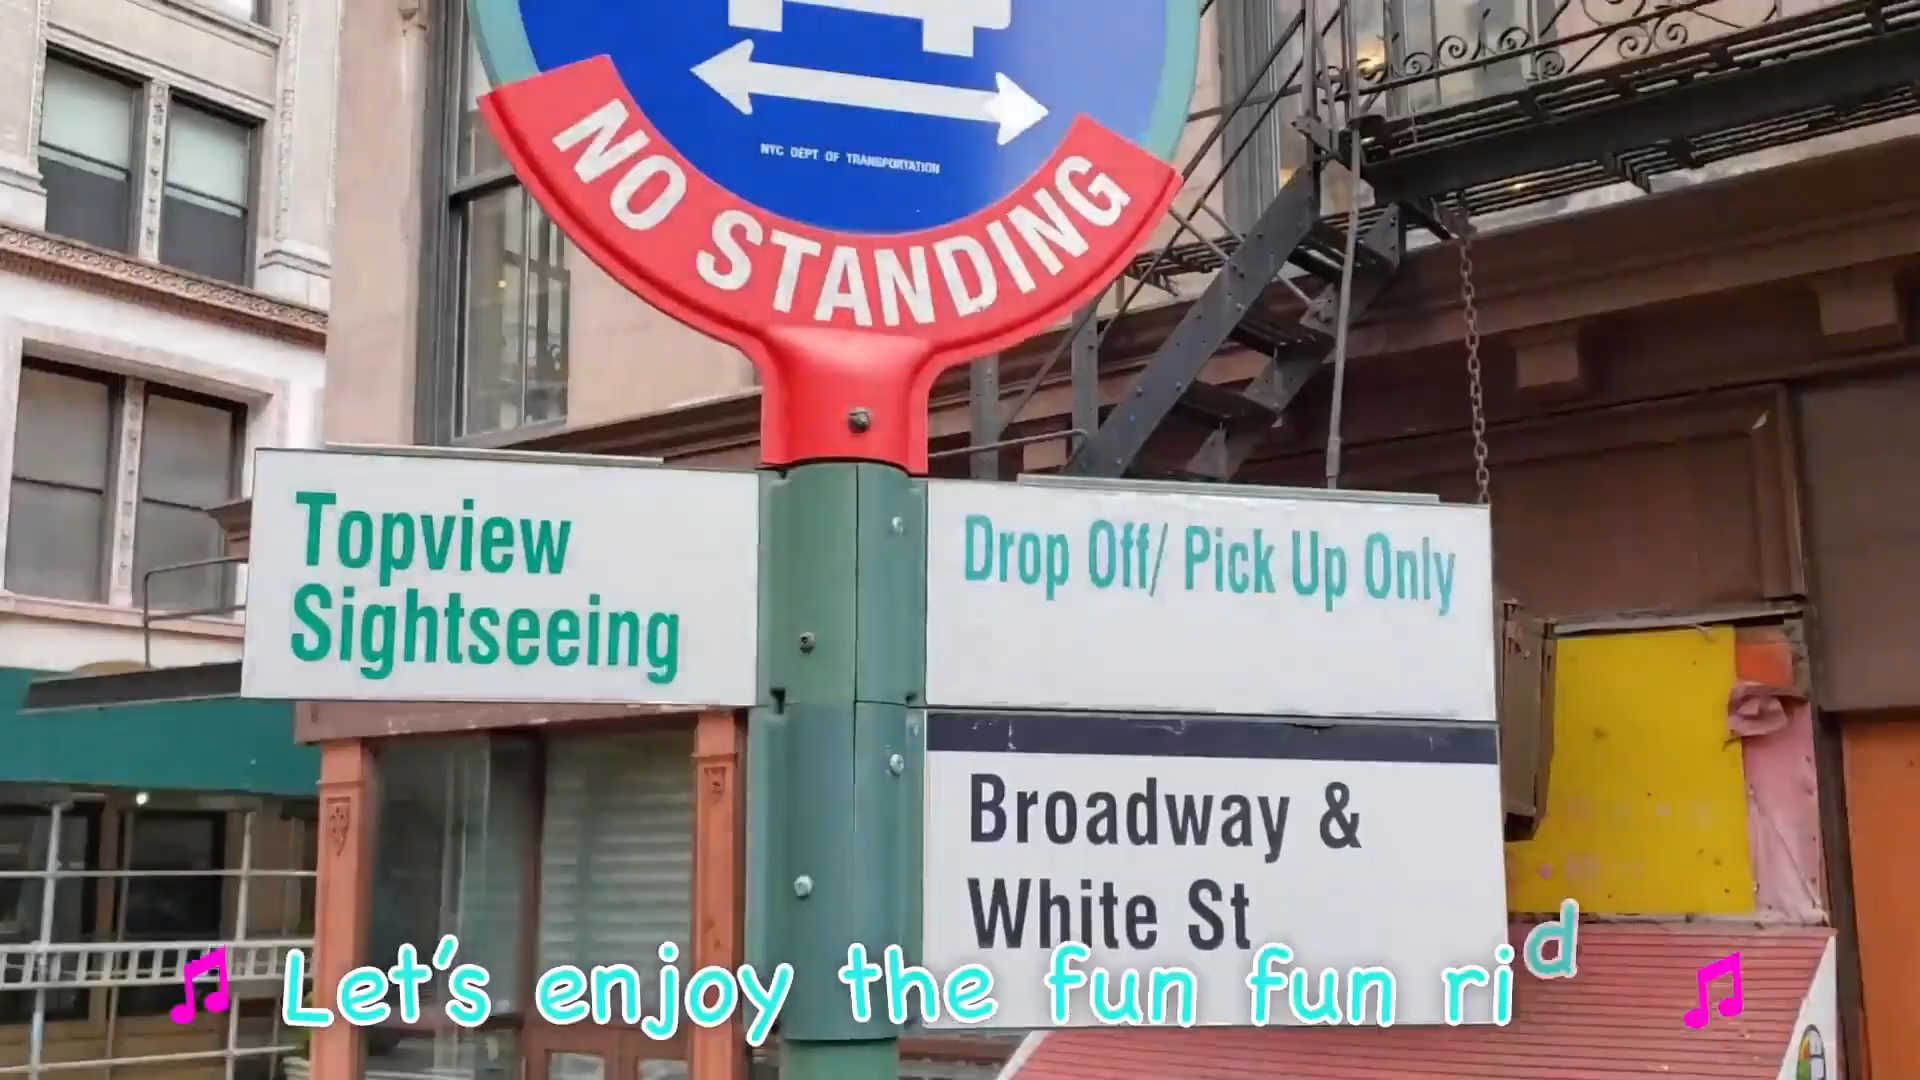 NYC DEPT OF TRANSPORTATION
NO STANDING
Topview
Sightseeing
Drop Off/ Pick Up Only
Broadway &
White St
Let's enjoy the fun fun rid